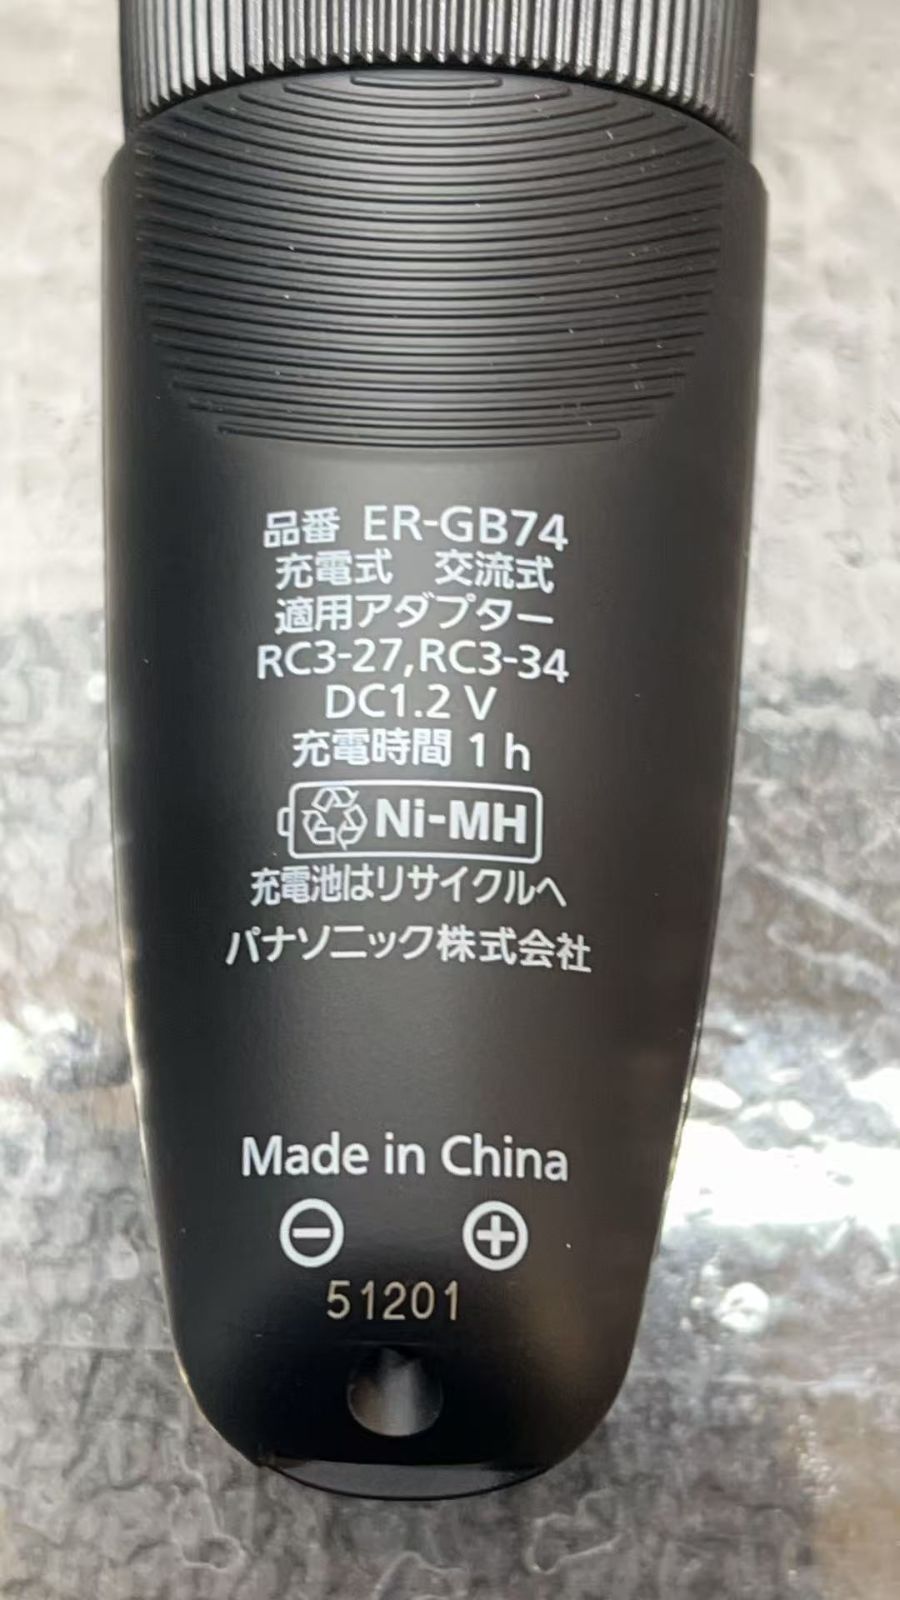 品番 ER-GB74
充電式　交流式
適用アダプター
RC3-27,RC3-34
DC1.2 V
充電時間 1 h
Ni-MH
充電池はリサイクルへ
パナソニック株式会社
Made in China
⊖ ⊕
51201